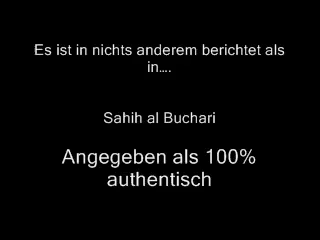 Es ist in nichts anderem berichtet als
in....
Sahih al Buchari
Angegeben als 100%
authentisch